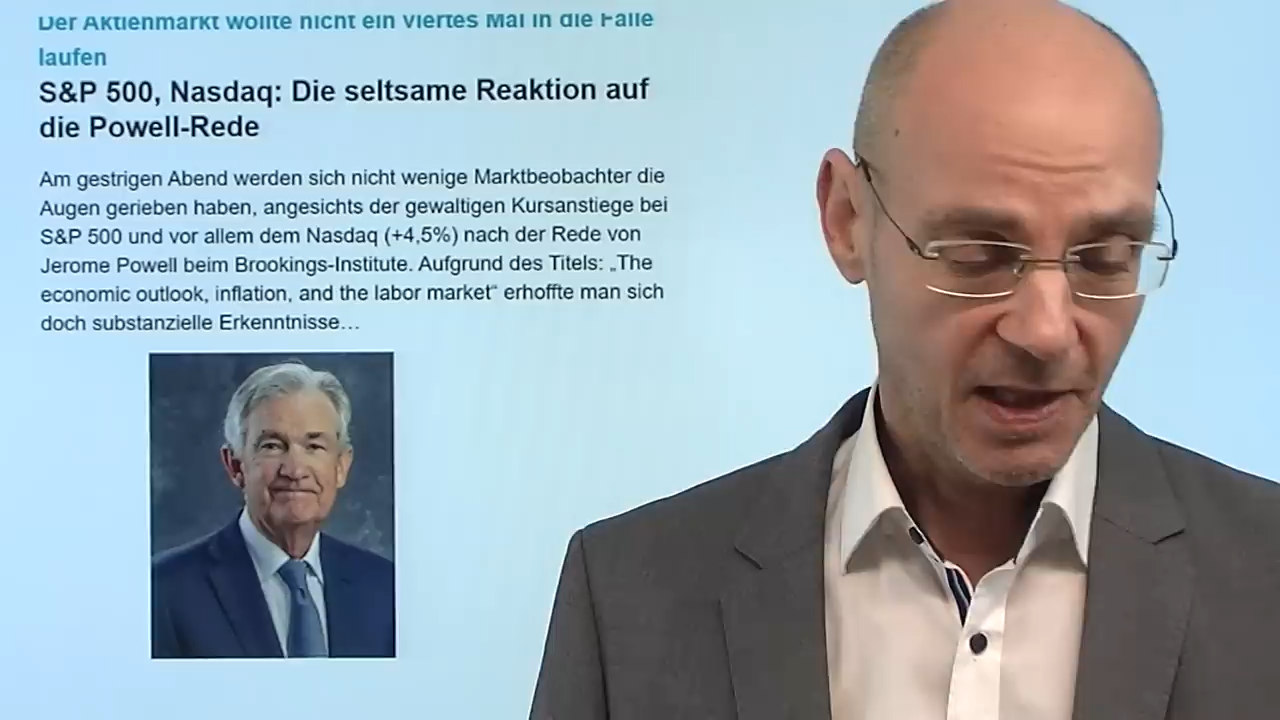 Der Aktienmarkt wollte nicht ein viertes Mal in die Falle
laufen
S&P 500, Nasdaq: Die seltsame Reaktion auf
die Powell-Rede
Am gestrigen Abend werden sich nicht wenige Marktbeobachter die
Augen gerieben haben, angesichts der gewaltigen Kursanstiege bei
S&P 500 und vor allem dem Nasdaq (+4,5%) nach der Rede von
Jerome Powell beim Brookings-Institute. Aufgrund des Titels: „The
economic outlook, inflation, and the labor market“ erhoffte man sich
doch substanzielle Erkenntnisse…